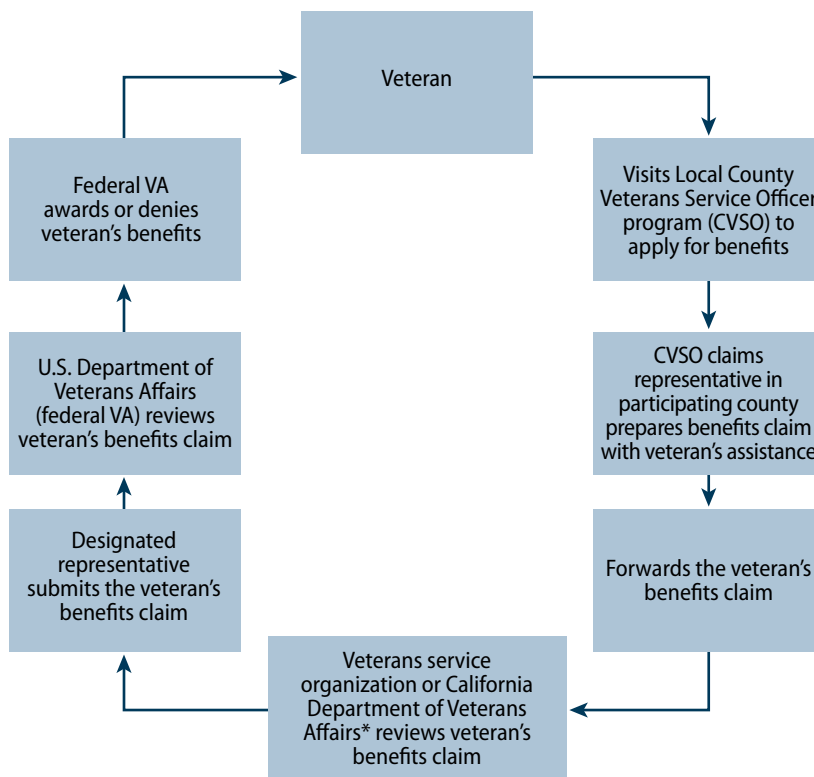 Veteran
Visits Local County
Veterans Service Officer
program (CVSO) to
apply for benefits
CVSO claims
representative in
participating county
prepares benefits claim
with veteran’s assistance
Forwards the veteran’s
benefits claim
Veterans service
organization or California
Department of Veterans
Affairs* reviews veteran’s
benefits claim
Designated
representative
submits the veteran’s
benefits claim
U.S. Department of
Veterans Affairs
(federal VA) reviews
veteran’s benefits claim
Federal VA
awards or denies
veteran’s benefits